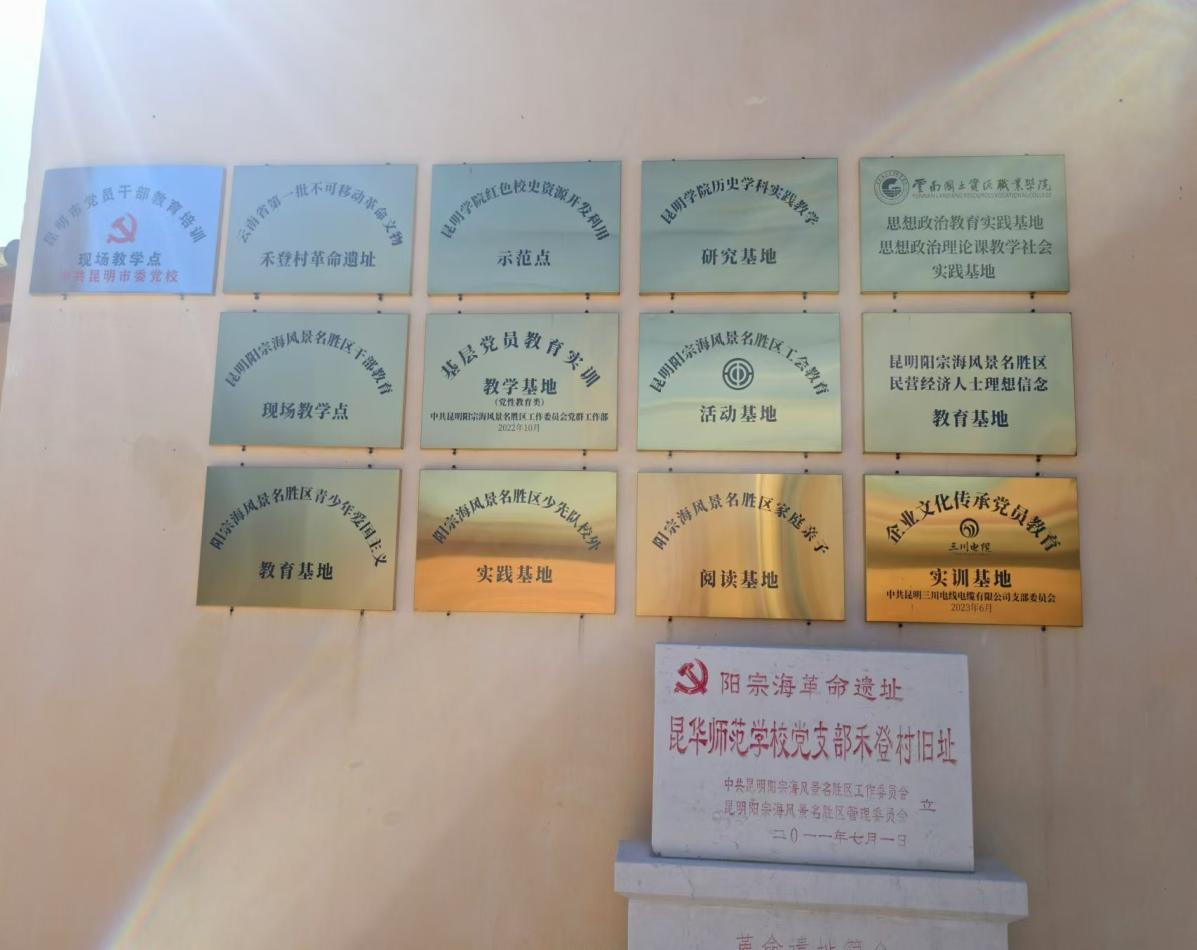 昆明市党员干部教育培训
现场教学点
中共昆明市委党校
云南省第一批不可移动革命文物
禾登村革命遗址
昆明学院红色校史资源开发利用
示范点
昆明学院历史学科实践教学
研究基地
雲南國土資源職業學院
YUNNAN LAND AND RESOURCES VOCATIONAL COLLEGE
思想政治教育实践基地
思想政治理论课教学社会
实践基地
昆明阳宗海风景名胜区干部教育
现场教学点
基层党员教育实训
教学基地
(党性教育类)
中共昆明阳宗海风景名胜区工作委员会党群工作部
2022年10月
昆明阳宗海风景名胜区工会教育
活动基地
昆明阳宗海风景名胜区
民营经济人士理想信念
教育基地
阳宗海风景名胜区青少年爱国主义
教育基地
阳宗海风景名胜区少先队校外
实践基地
阳宗海风景名胜区家庭亲子
阅读基地
企业文化传承党员教育
三川电缆
实训基地
中共昆明三川电线电缆有限公司支部委员会
2023年6月
阳宗海革命遗址
昆华师范学校党支部禾登村旧址
中共昆明阳宗海风景名胜区工作委员会
昆明阳宗海风景名胜区管理委员会
立
二〇一一年七月一日
革命遗址简介